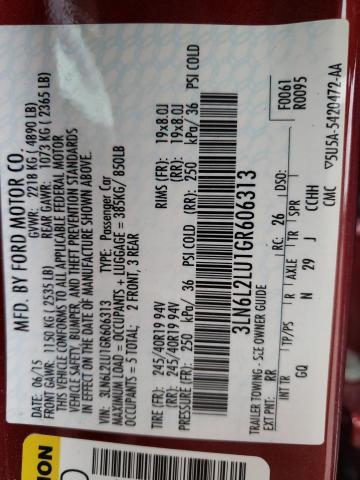 MFD. BY FORD MOTOR CO.
DATE: 06/15 GVWR: 2218 KG ( 4890 LB)
FRONT GAWR: 1150 KG ( 2535 LB) REAR GAWR: 1073 KG ( 2365 LB)
THIS VEHICLE CONFORMS TO ALL APPLICABLE FEDERAL MOTOR
VEHICLE SAFETY, BUMPER, AND THEFT PREVENTION STANDARDS
IN EFFECT ON THE DATE OF MANUFACTURE SHOWN ABOVE.
VIN: 3LN6L2LU1GR606313 TYPE: Passenger Car
MAXIMUM LOAD = OCCUPANTS + LUGGAGE = 385KG / 850LB
OCCUPANTS = 5 TOTAL: 2 FRONT, 3 REAR
TIRE (FR): 245/40R19 94V RIMS (FR): 19x8.0J
(RR): 245/40R19 94V (RR): 19x8.0J
PRESSURE (FR): 250 kPa/ 36 PSI COLD (RR): 250 kPa/ 36 PSI COLD
3LN6L2LU1GR606313
F0061
R0095
TRAILER TOWING - SEE OWNER GUIDE
EXT PNT: RR RC: 26 DSO:
INT TR TP/PS R AXLE TR SPR
GQ N 29 J CCHH
CMC
5U5A-5420472-AA
ION